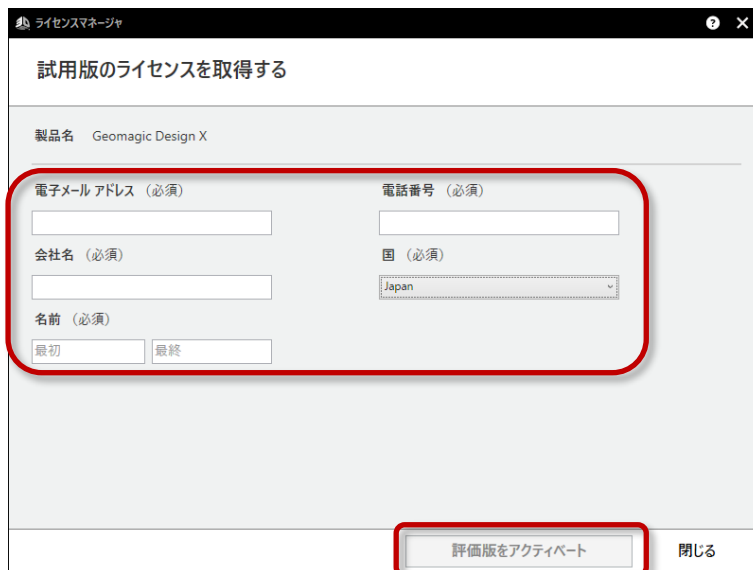 ライセンスマネージャ
試用版のライセンスを取得する
製品名 Geomagic Design X
電子メール アドレス (必須) 電話番号 (必須)
会社名 (必須) 国 (必須)
Japan
名前 (必須)
最初 最終
評価版をアクティベート 閉じる